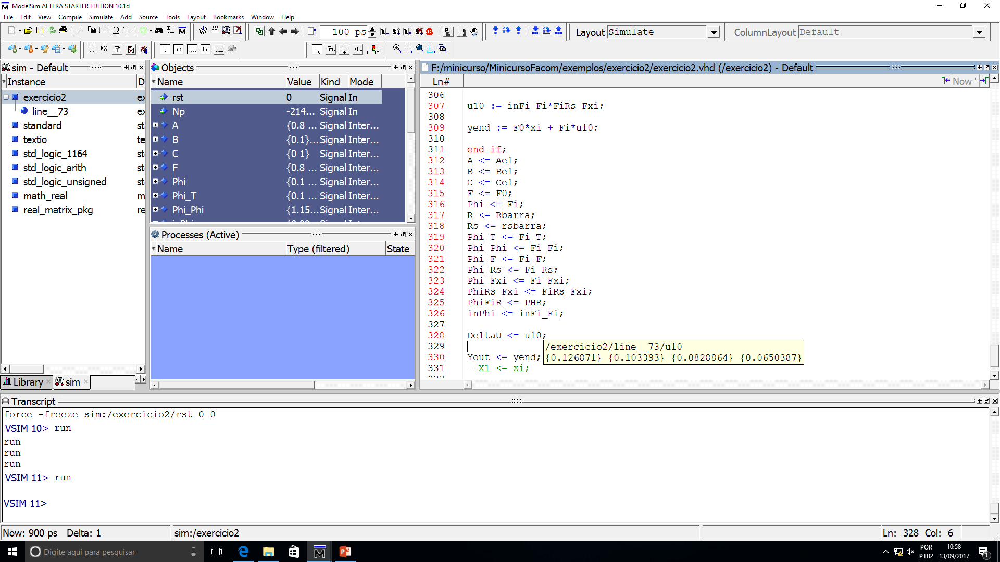 ModelSim ALTERA STARTER EDITION 10.1d
File Edit View Compile Simulate Add Source Tools Layout Bookmarks Window Help
100 ps
Layout Simulate
ColumnLayout Default
sim - Default
Instance D
exercicio2 ex
line__73 ex
standard st
textio te
std_logic_1164 st
std_logic_arith st
std_logic_unsigned st
math_real m
real_matrix_pkg re
Library sim
Objects
Name Value Kind Mode
rst 0 Signal In
Np -214... Signal In
A {0.8 ... Signal Inter...
B {0.1}... Signal Inter...
C {0 1} Signal Inter...
F {0.8 ... Signal Inter...
Phi {0.1 ... Signal Inter...
Phi_T {0.1 ... Signal Inter...
Phi_Phi {1.15... Signal Inter...
Processes (Active)
Name Type (filtered) State
F:/minicurso/MinicursoFacom/exemplos/exercicio2/exercicio2.vhd (/exercicio2) - Default
Ln# Now
306
307 u10 := inFi_Fi*FiRs_Fxi;
308
309 yend := F0*xi + Fi*u10;
310
311 end if;
312 A <= Ae1;
313 B <= Be1;
314 C <= Ce1;
315 F <= F0;
316 Phi <= Fi;
317 R <= Rbarra;
318 Rs <= rsbarra;
319 Phi_T <= Fi_T;
320 Phi_Phi <= Fi_Fi;
321 Phi_F <= Fi_F;
322 Phi_Rs <= Fi_Rs;
323 Phi_Fxi <= Fi_Fxi;
324 PhiRs_Fxi <= FiRs_Fxi;
325 PhiFiR <= PHR;
326 inPhi <= inFi_Fi;
327
328 DeltaU <= u10;
329
330 Yout <= yend;
331 --X1 <= xi;
/exercicio2/line__73/u10
{0.126871} {0.103393} {0.0828864} {0.0650387}
Transcript
force -freeze sim:/exercicio2/rst 0 0
VSIM 10> run
run
run
run
VSIM 11> run
VSIM 11>
Now: 900 ps Delta: 1
sim:/exercicio2
Ln: 328 Col: 6
Digite aqui para pesquisar
POR
PTB2
10:58
13/09/2017
1